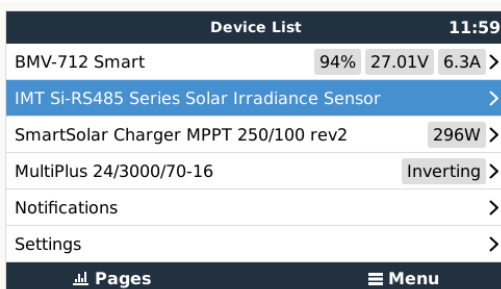 Device List 11:59
BMV-712 Smart 94% 27.01V 6.3A
IMT Si-RS485 Series Solar Irradiance Sensor
SmartSolar Charger MPPT 250/100 rev2 296W
MultiPlus 24/3000/70-16 Inverting
Notifications
Settings
Pages Menu